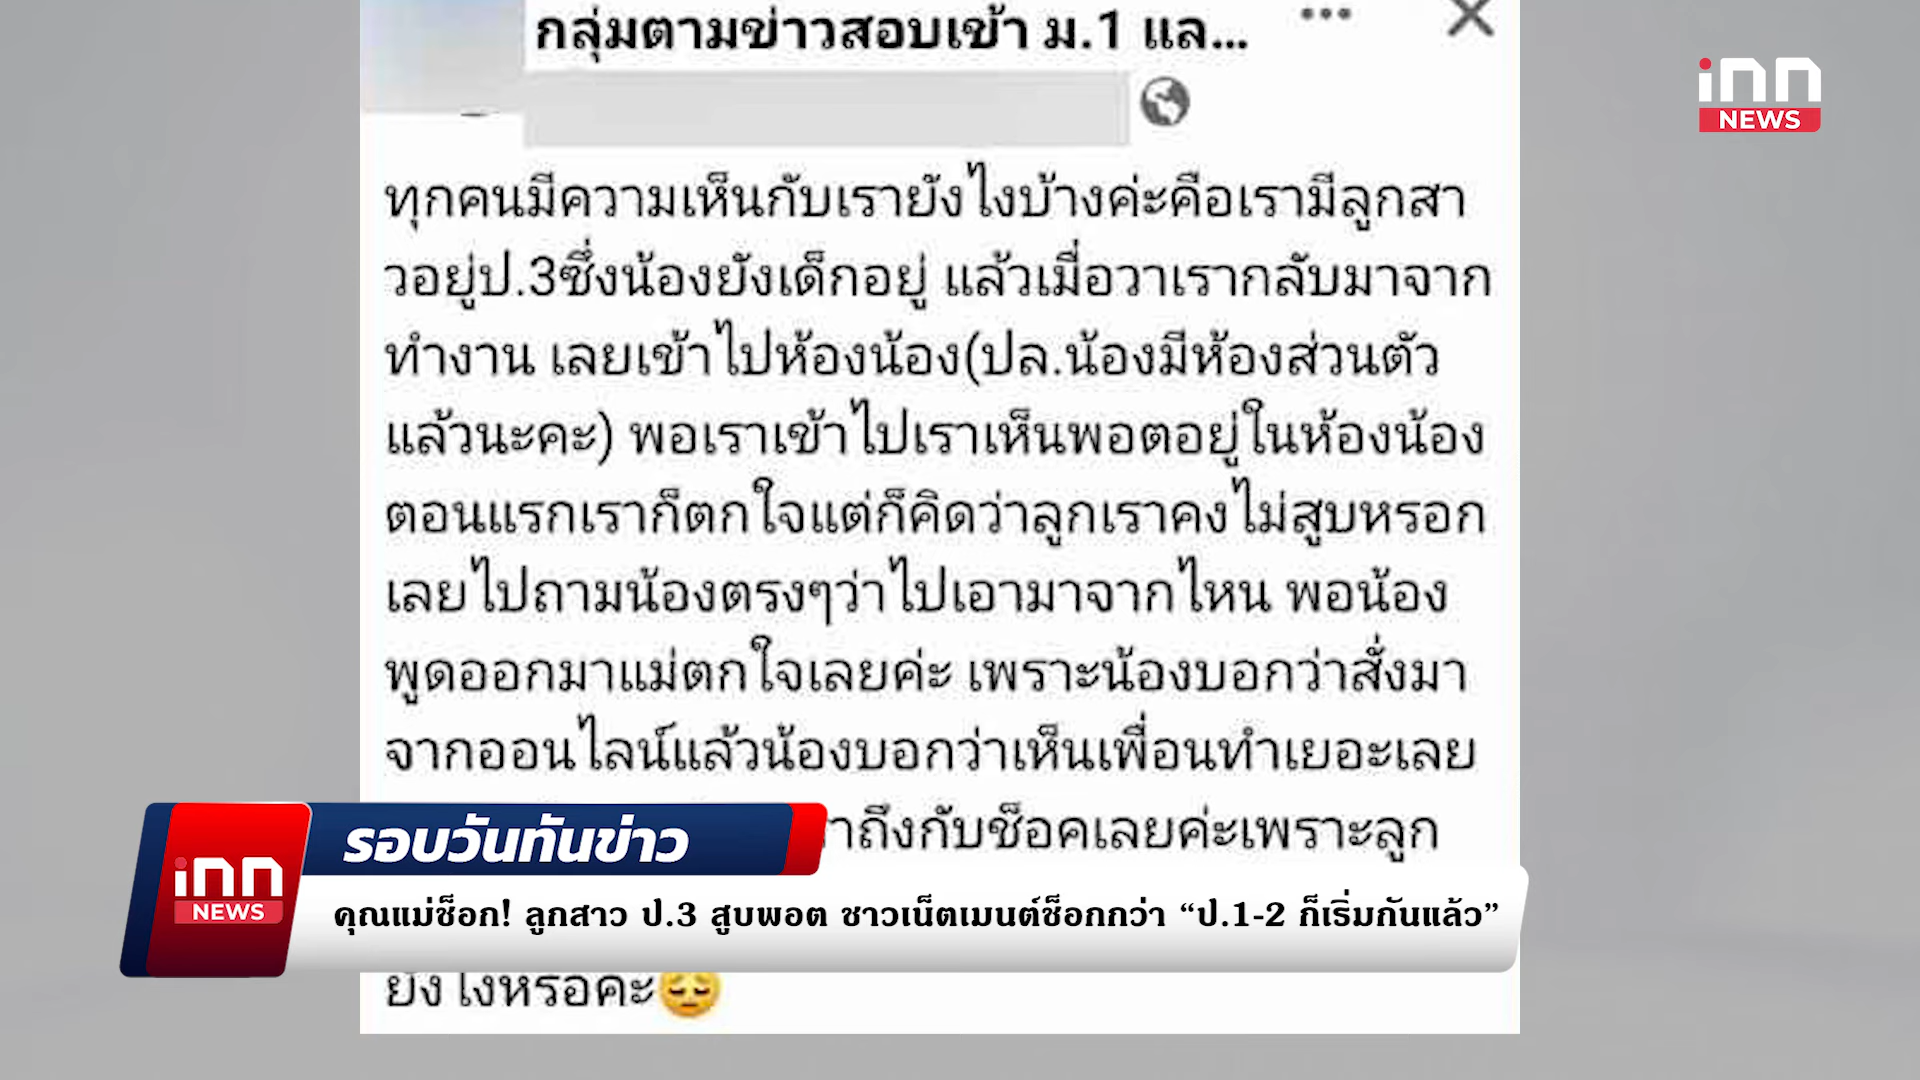 กลุ่มตามข่าวสอบเข้า ม.1 แล...
inn
NEWS
ทุกคนมีความเห็นกับเรายังไงบ้างค่ะคือเรามีลูกสา
วอยู่ป.3ซึ่งน้องยังเด็กอยู่ แล้วเมื่อวาเรากลับมาจาก
ทำงาน เลยเข้าไปห้องน้อง(ปล.น้องมีห้องส่วนตัว
แล้วนะคะ) พอเราเข้าไปเราเห็นพอตอยู่ในห้องน้อง
ตอนแรกเราก็ตกใจแต่ก็คิดว่าลูกเราคงไม่สูบหรอก
เลยไปถามน้องตรงๆว่าไปเอามาจากไหน พอน้อง
พูดออกมาแม่ตกใจเลยค่ะ เพราะน้องบอกว่าสั่งมา
จากออนไลน์แล้วน้องบอกว่าเห็นเพื่อนทำเยอะเลย
ถึงกับช็อคเลยค่ะเพราะลูก
รอบวันทันข่าว
inn
NEWS
คุณแม่ช็อก! ลูกสาว ป.3 สูบพอต ชาวเน็ตเมนต์ช็อกกว่า “ป.1-2 ก็เริ่มกันแล้ว”
ยังไงหรอคะ😔